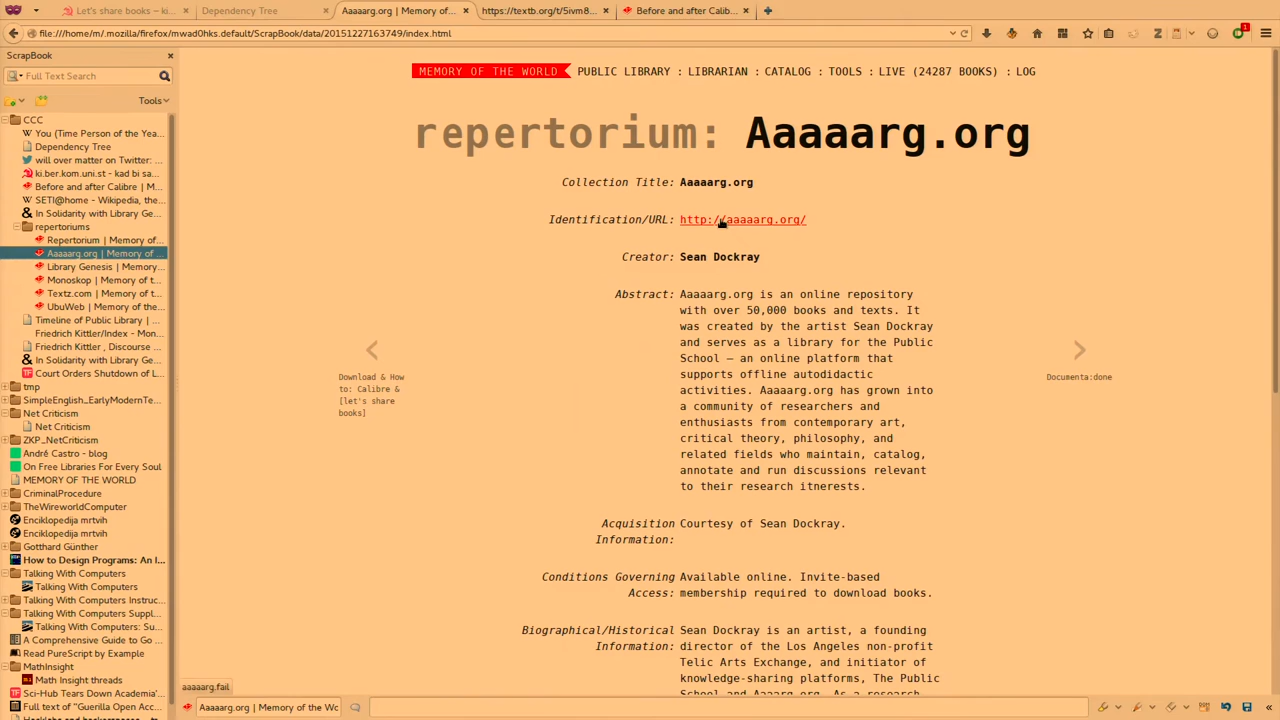 Let's share books – ki...
Dependency Tree
Aaaaarg.org | Memory of...
https://textb.org/t/5ivm8...
Before and after Calib...
file:///home/m/.mozilla/firefox/mwad0hks.default/ScrapBook/data/20151227163749/index.html
1
ScrapBook
Full Text Search
Tools
CCC
You (Time Person of the Yea...
Dependency Tree
will over matter on Twitter: ...
ki.ber.kom.uni.st - kad bi sa...
Before and after Calibre | M...
SETI@home - Wikipedia, the...
In Solidarity with Library Ge...
repertoriums
Repertorium | Memory of...
Aaaaarg.org | Memory of ...
Library Genesis | Memory...
Monoskop | Memory of t...
Textz.com | Memory of t...
UbuWeb | Memory of the...
Timeline of Public Library | ...
Friedrich Kittler/Index - Mon...
Friedrich Kittler , Discourse ...
In Solidarity with Library Ge...
Court Orders Shutdown of L...
tmp
SimpleEnglish_EarlyModernTe...
Net Criticism
Net Criticism
ZKP_NetCriticism
André Castro - blog
On Free Libraries For Every Soul
MEMORY OF THE WORLD
CriminalProcedure
TheWireworldComputer
Enciklopedija mrtvih
Enciklopedija mrtvih
Gotthard Günther
How to Design Programs: An I...
Talking With Computers
Talking With Computers
Talking With Computers Instruc...
Talking With Computers Suppl...
Talking With Computers: Su...
A Comprehensive Guide to Go ...
Read PureScript by Example
MathInsight
Math Insight threads
Sci-Hub Tears Down Academia'...
Full text of "Guerilla Open Acc...
MEMORY OF THE WORLD PUBLIC LIBRARY : LIBRARIAN : CATALOG : TOOLS : LIVE (24287 BOOKS) : LOG
repertorium: Aaaaarg.org
Collection Title: Aaaaarg.org
Identification/URL: http://aaaaarg.org/
Creator: Sean Dockray
Abstract: Aaaaarg.org is an online repository
with over 50,000 books and texts. It
was created by the artist Sean Dockray
and serves as a library for the Public
School – an online platform that
supports offline autodidactic
activities. Aaaaarg.org has grown into
a community of researchers and
enthusiasts from contemporary art,
critical theory, philosophy, and
related fields who maintain, catalog,
annotate and run discussions relevant
to their research itnerests.
Acquisition Information: Courtesy of Sean Dockray.
Conditions Governing Access: Available online. Invite-based
membership required to download books.
Biographical/Historical Information: Sean Dockray is an artist, a founding
director of the Los Angeles non-profit
Telic Arts Exchange, and initiator of
knowledge-sharing platforms, The Public
School and Aaaarg.org. As a research
Download & How
to: Calibre &
[let's share
books]
Documenta:done
aaaaarg.fail
Aaaaarg.org | Memory of the Wo